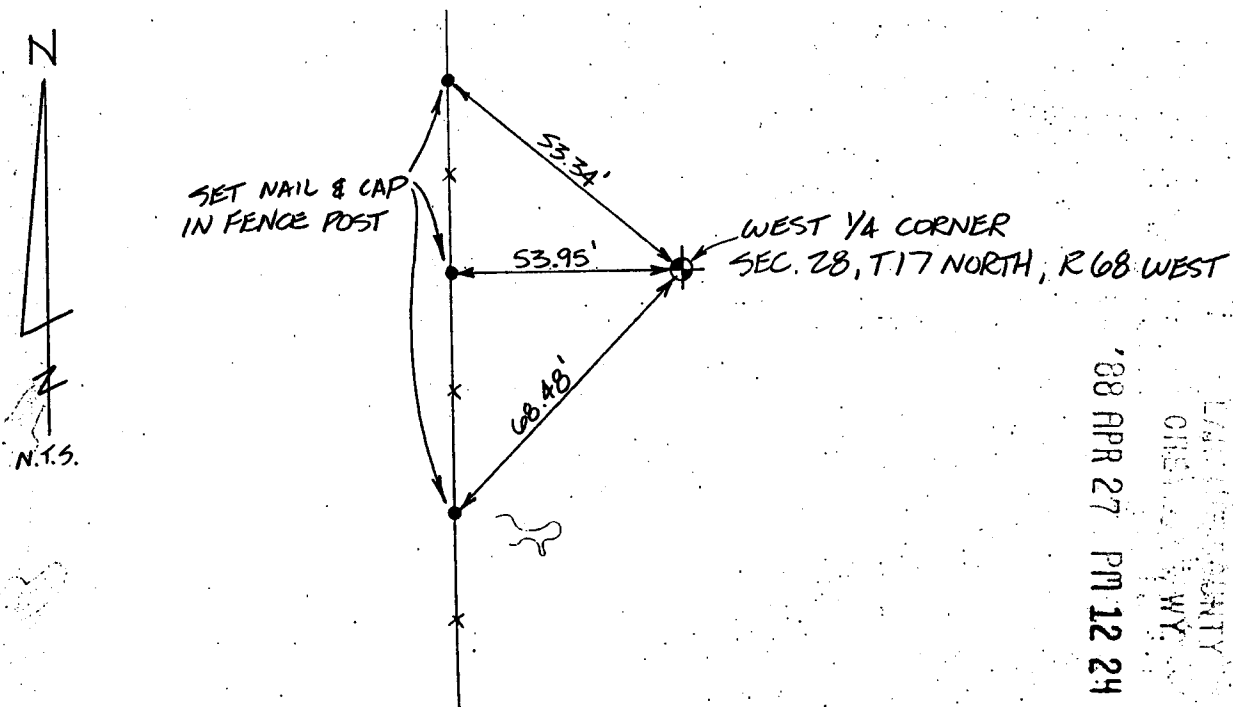 N
SET NAIL & CAP
IN FENCE POST
53.34'
53.95'
68.48'
WEST 1/4 CORNER
SEC. 28, T17 NORTH, R68 WEST
N.T.S.
'88 APR 27 PM 12 24
WY.